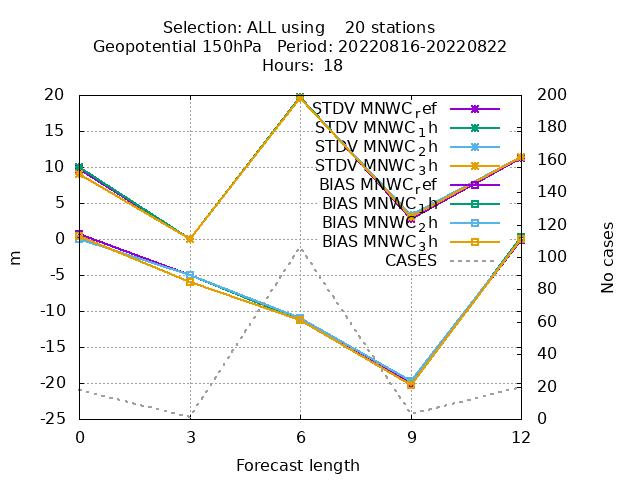 Selection: ALL using 20 stations
Geopotential 150hPa Period: 20220816-20220822
Hours: 18
20
15
10
5
0
-5
-10
-15
-20
-25
200
180
160
140
120
100
80
60
40
20
0
m
No cases
STDV MNWC_ref
STDV MNWC_1h
STDV MNWC_2h
STDV MNWC_3h
BIAS MNWC_ref
BIAS MNWC_1h
BIAS MNWC_2h
BIAS MNWC_3h
CASES
0 3 6 9 12
Forecast length